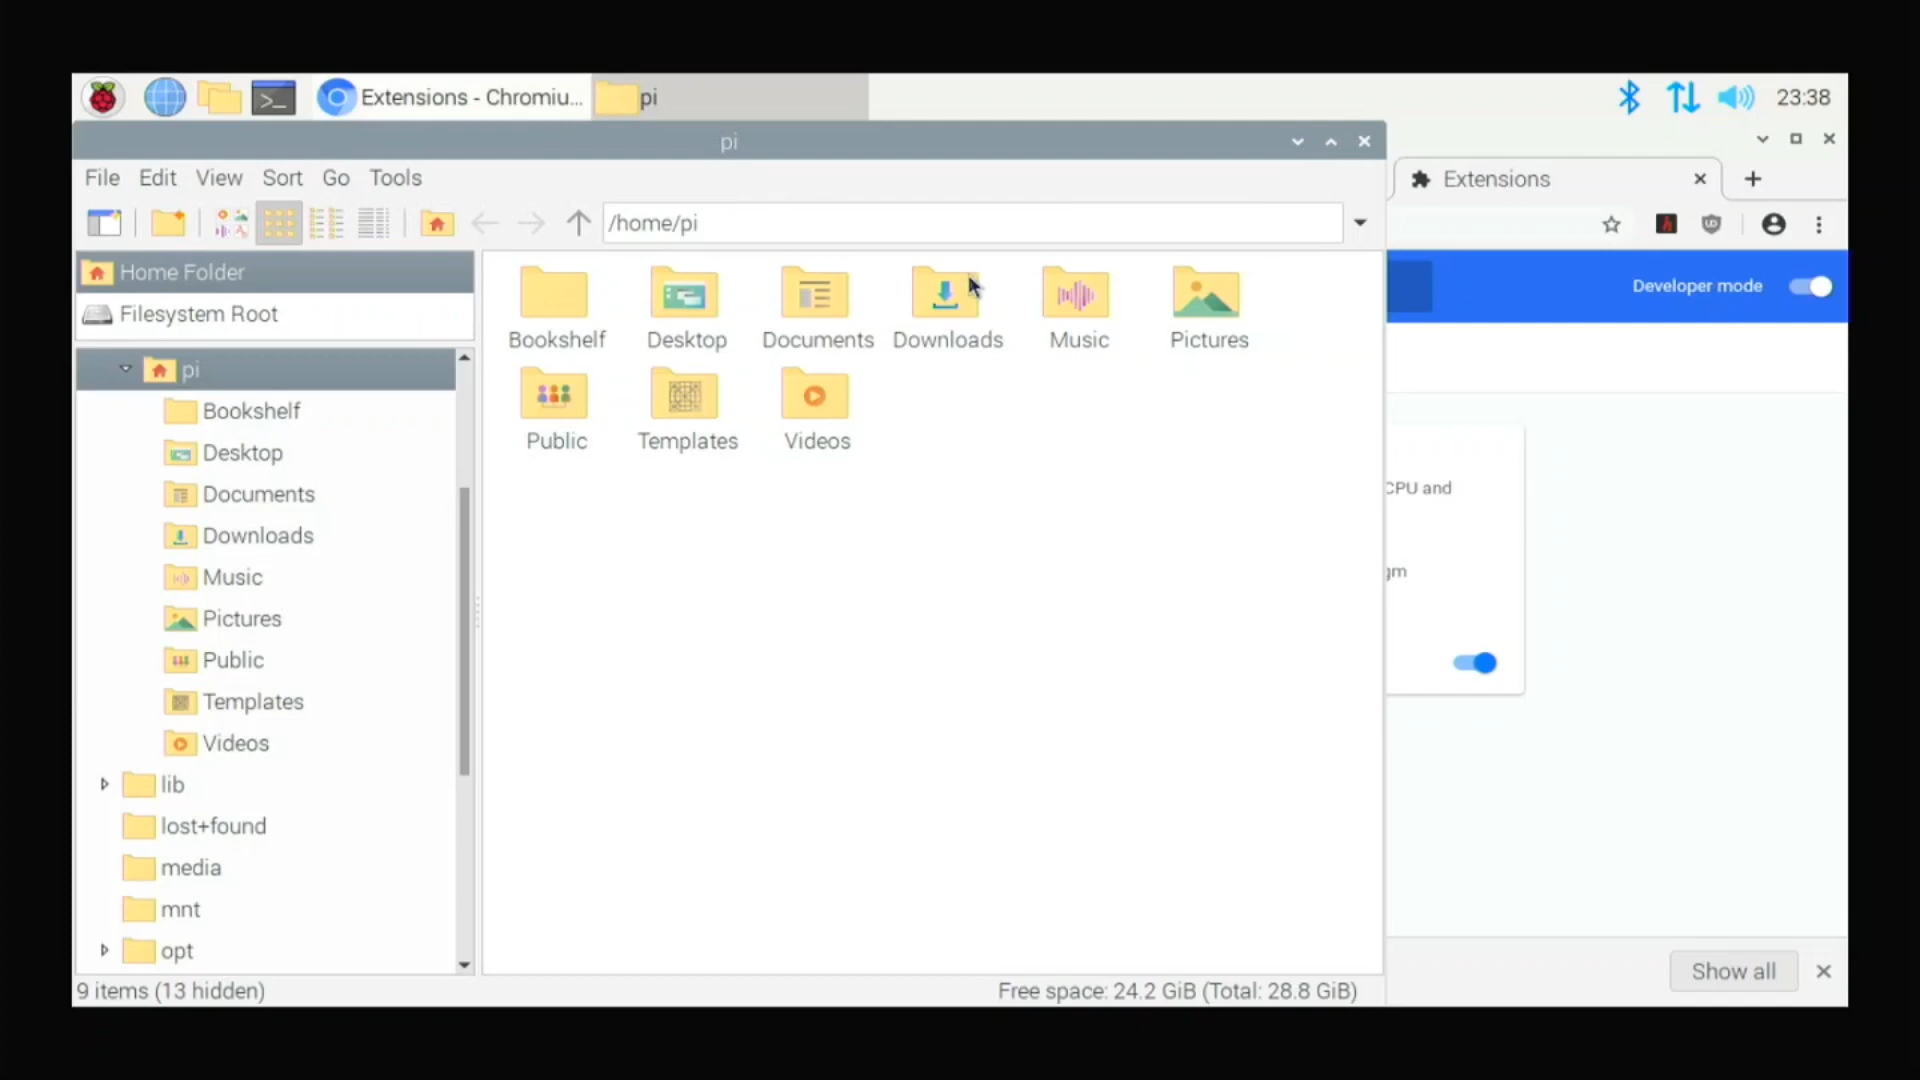 Extensions - Chromiu...
pi
23:38
pi
File Edit View Sort Go Tools
/home/pi
Extensions
Home Folder
Filesystem Root
pi
Bookshelf
Desktop
Documents
Downloads
Music
Pictures
Public
Templates
Videos
lib
lost+found
media
mnt
opt
Bookshelf Desktop Documents Downloads Music Pictures
Public Templates Videos
Developer mode
CPU and
gm
Show all
9 items (13 hidden)
Free space: 24.2 GiB (Total: 28.8 GiB)